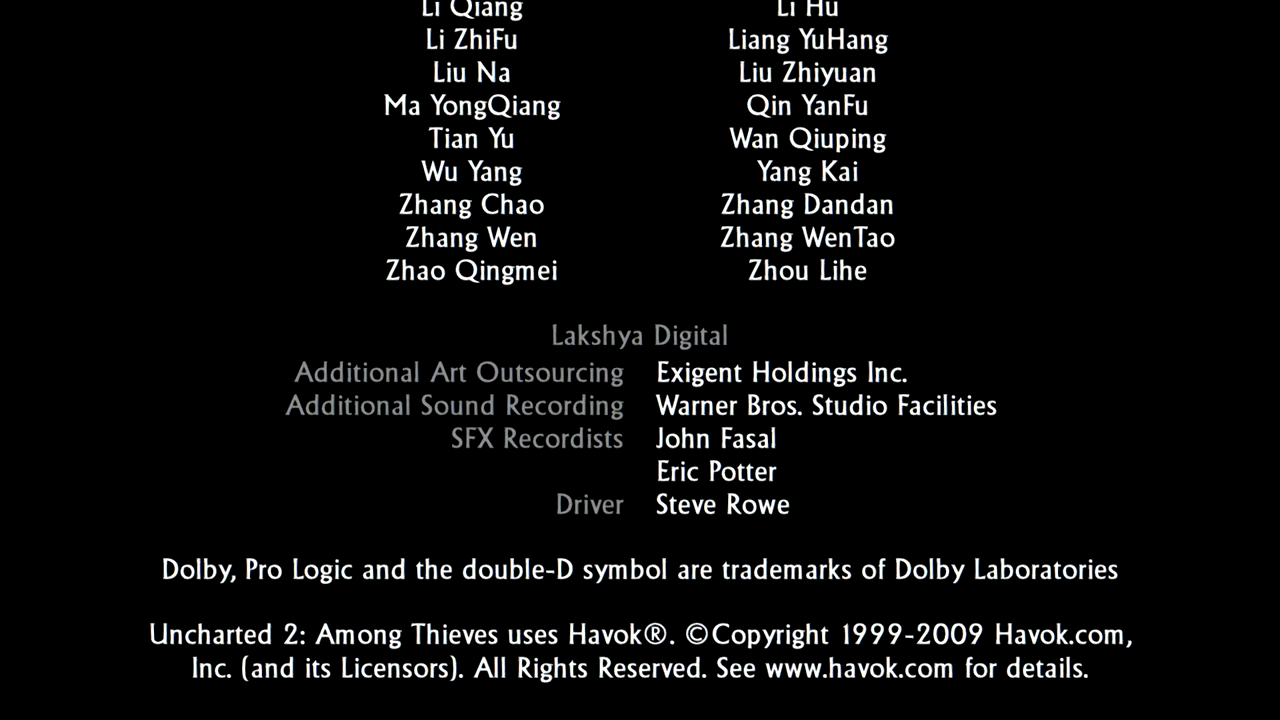 Li Qiang Li Hu
Li ZhiFu Liang YuHang
Liu Na Liu Zhiyuan
Ma YongQiang Qin YanFu
Tian Yu Wan Qiuping
Wu Yang Yang Kai
Zhang Chao Zhang Dandan
Zhang Wen Zhang WenTao
Zhao Qingmei Zhou Lihe
Lakshya Digital
Additional Art Outsourcing Exigent Holdings Inc.
Additional Sound Recording Warner Bros. Studio Facilities
SFX Recordists John Fasal
Eric Potter
Driver Steve Rowe
Dolby, Pro Logic and the double-D symbol are trademarks of Dolby Laboratories
Uncharted 2: Among Thieves uses Havok®. ©Copyright 1999-2009 Havok.com,
Inc. (and its Licensors). All Rights Reserved. See www.havok.com for details.